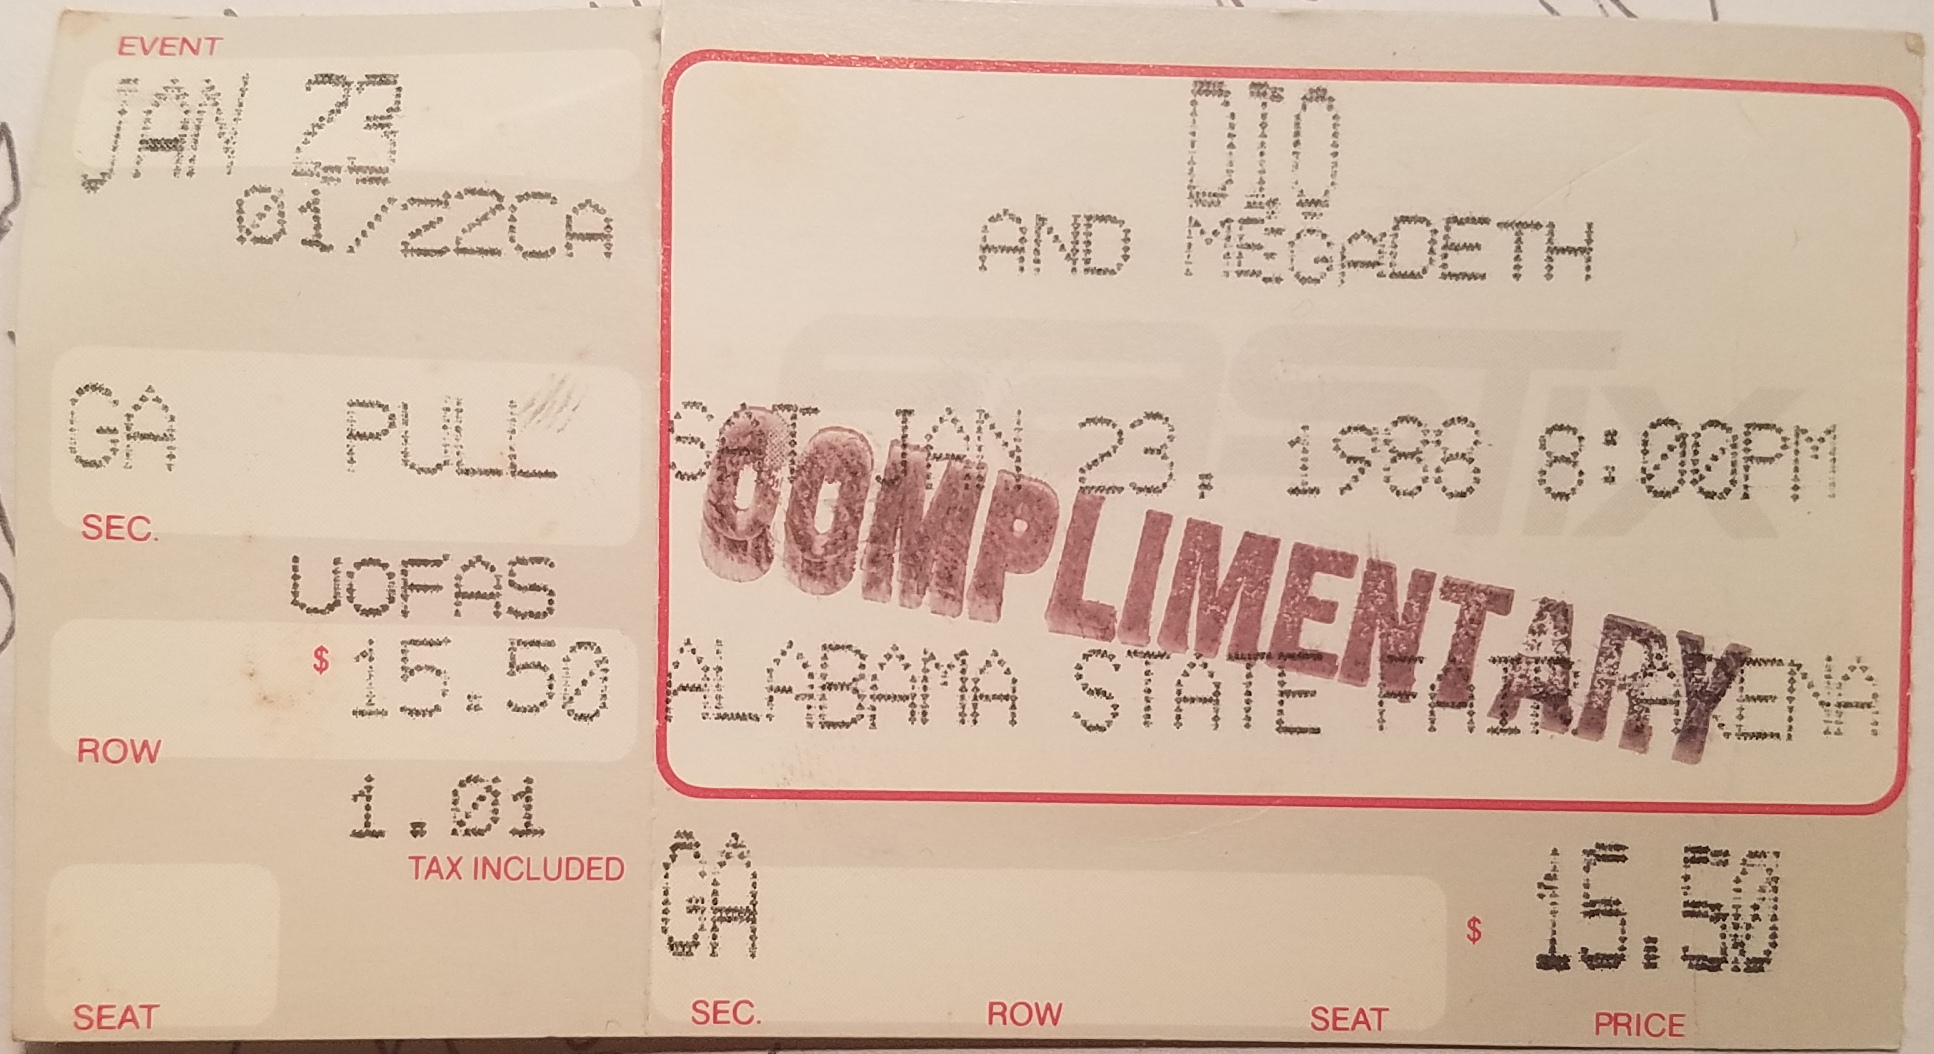 EVENT
JAN 23
01/22CA
GA PULL
SEC.
UOFAS
$ 15.50
ROW
1.01
TAX INCLUDED
SEAT
DIO
AND MEGADETH
SAT JAN 23, 1988 8:00PM
COMPLIMENTARY
ALABAMA STATE FAIR ARENA
GA $ 15.50
SEC. ROW SEAT PRICE